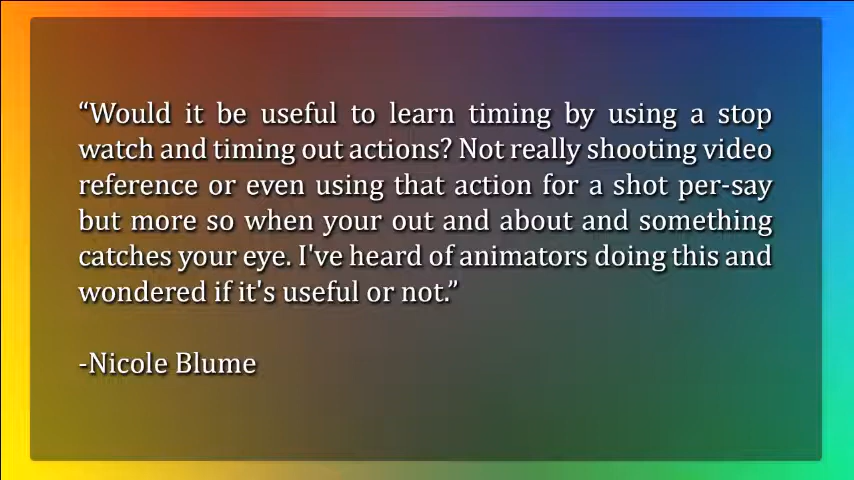 “Would it be useful to learn timing by using a stop
watch and timing out actions? Not really shooting video
reference or even using that action for a shot per-say
but more so when your out and about and something
catches your eye. I've heard of animators doing this and
wondered if it's useful or not.”
-Nicole Blume